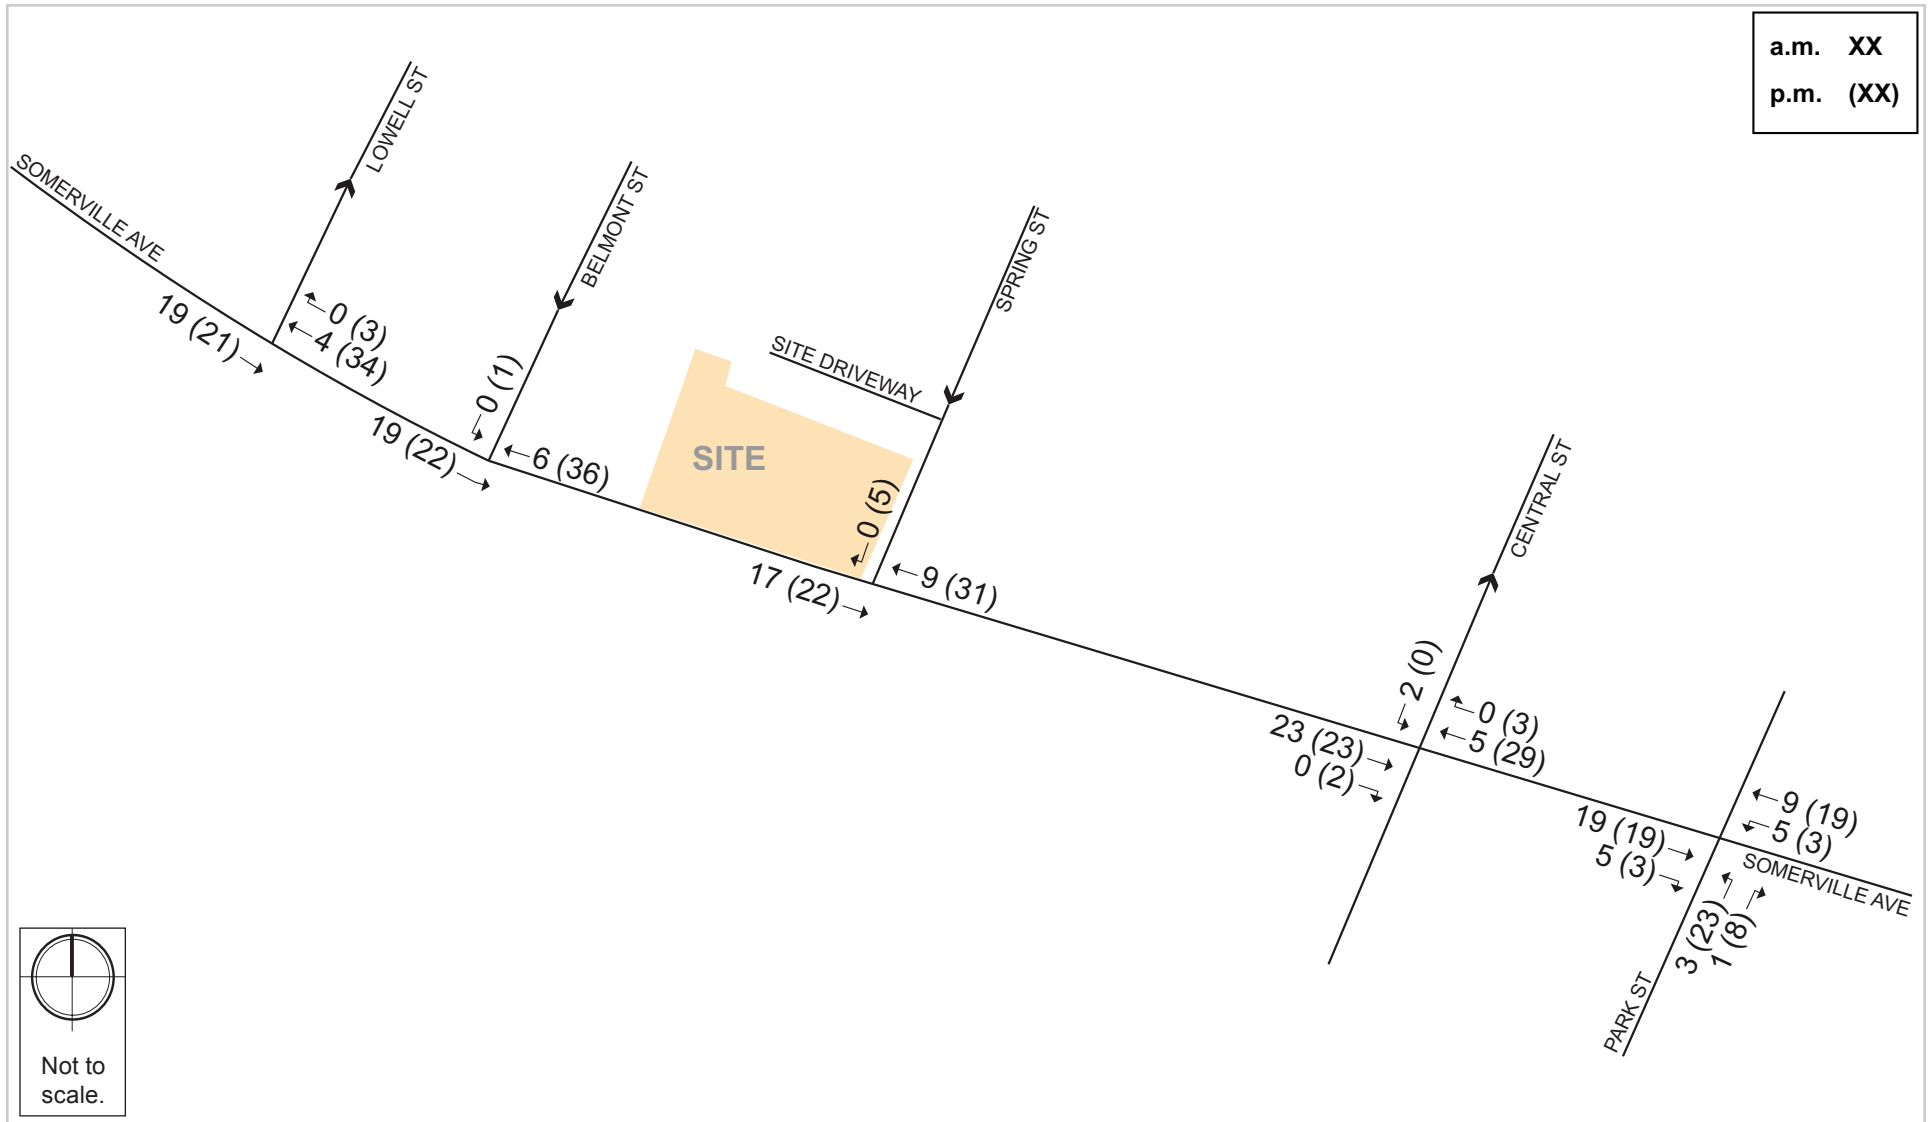 a.m. XX
p.m. (XX)
LOWELL ST
SOMERVILLE AVE
BELMONT ST
SPRING ST
0 (3)
4 (34)
19 (21)
SITE DRIVEWAY
0 (1)
19 (22)
6 (36)
SITE
0 (5)
17 (22)
9 (31)
CENTRAL ST
2 (0)
0 (3)
5 (29)
23 (23)
0 (2)
9 (19)
5 (3)
19 (19)
5 (3)
SOMERVILLE AVE
3 (23)
1 (8)
PARK ST
Not to
scale.